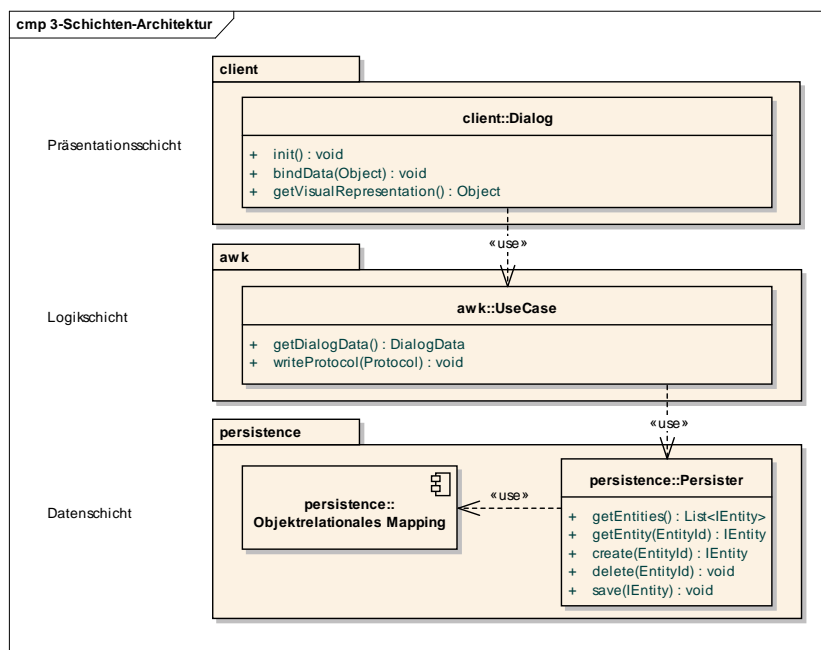 cmp 3-Schichten-Architektur
client
Präsentationsschicht
client::Dialog
+ init() : void
+ bindData(Object) : void
+ getVisualRepresentation() : Object
«use»
awk
Logikschicht
awk::UseCase
+ getDialogData() : DialogData
+ writeProtocol(Protocol) : void
«use»
persistence
Datenschicht
persistence::
Objektrelationales Mapping
«use»
persistence::Persister
+ getEntities() : List<IEntity>
+ getEntity(EntityId) : IEntity
+ create(EntityId) : IEntity
+ delete(EntityId) : void
+ save(IEntity) : void